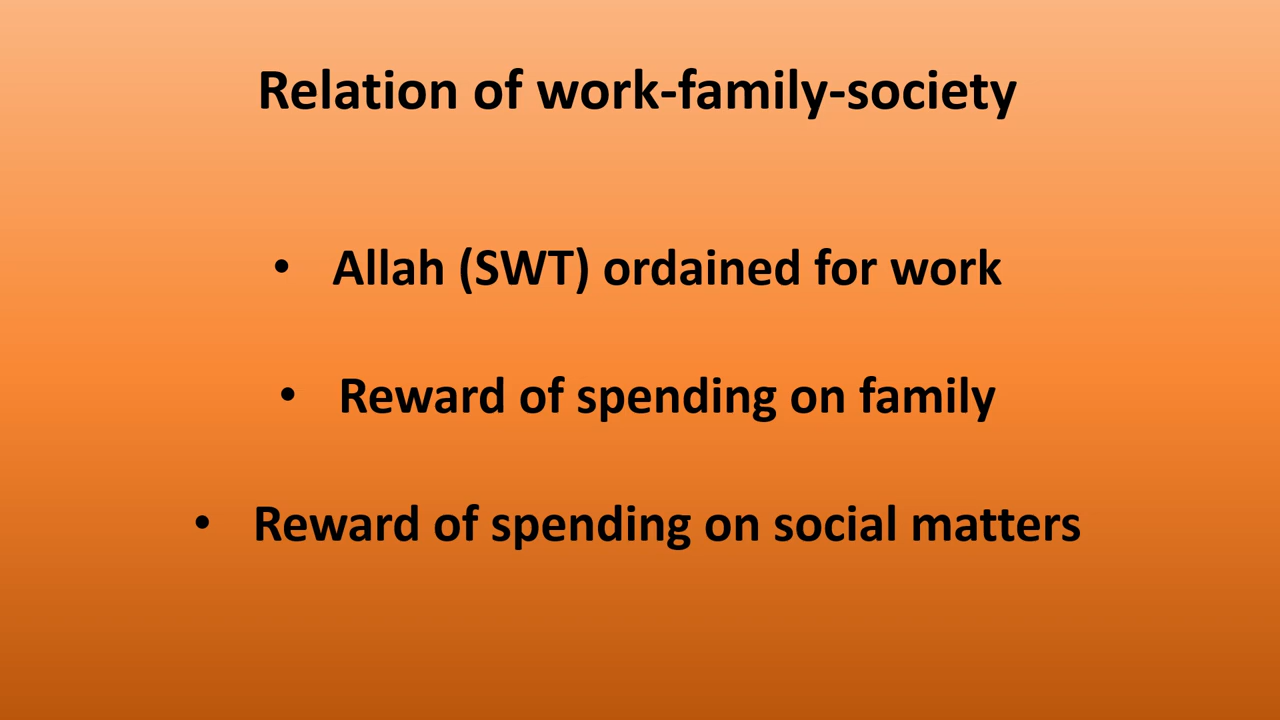 Relation of work-family-society
• Allah (SWT) ordained for work
• Reward of spending on family
• Reward of spending on social matters